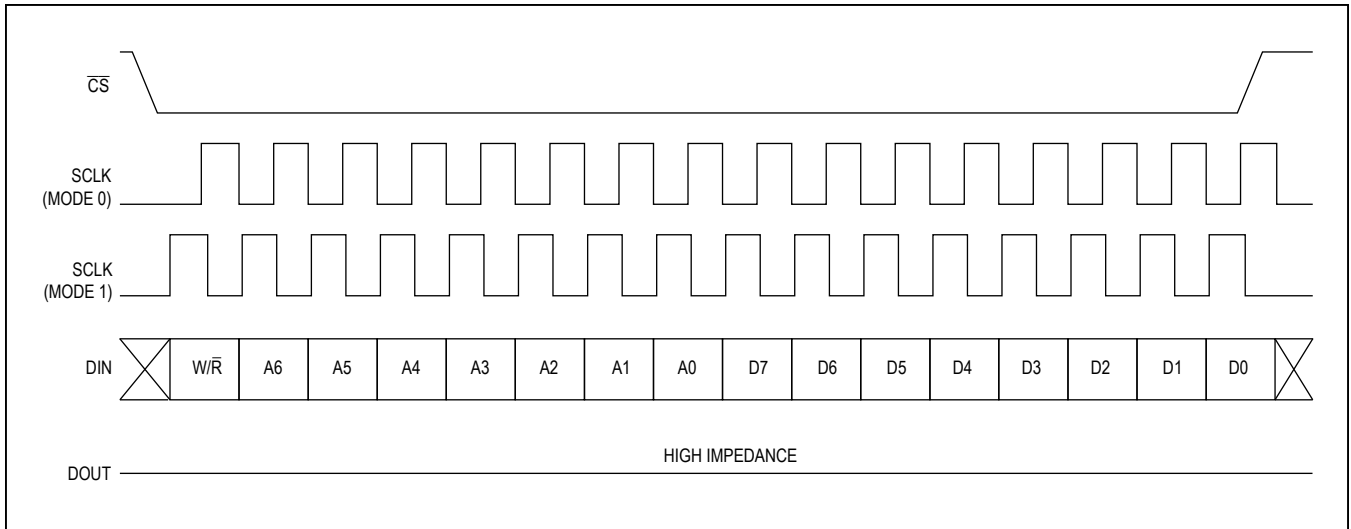 C̅S̅
SCLK
(MODE 0)
SCLK
(MODE 1)
DIN W/R̅ A6 A5 A4 A3 A2 A1 A0 D7 D6 D5 D4 D3 D2 D1 D0
HIGH IMPEDANCE
DOUT